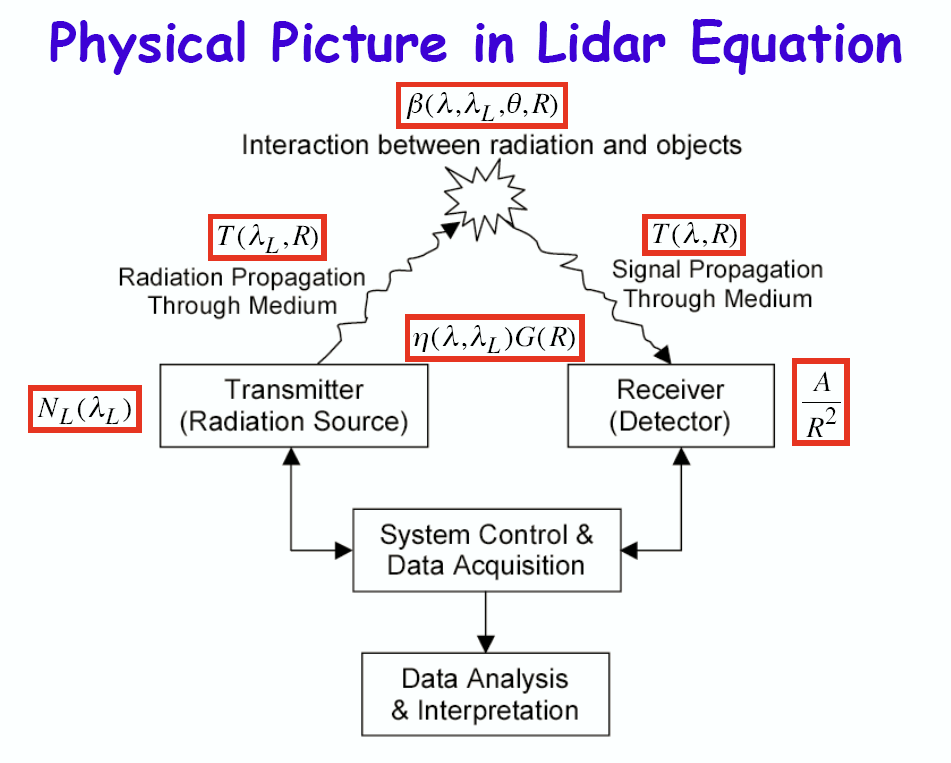 Physical Picture in Lidar Equation
β(λ,λ_L,θ,R)
Interaction between radiation and objects
T(λ_L,R)
Radiation Propagation
Through Medium
T(λ,R)
Signal Propagation
Through Medium
η(λ,λ_L)G(R)
N_L(λ_L)
Transmitter
(Radiation Source)
Receiver
(Detector)
A
R²
System Control &
Data Acquisition
Data Analysis
& Interpretation